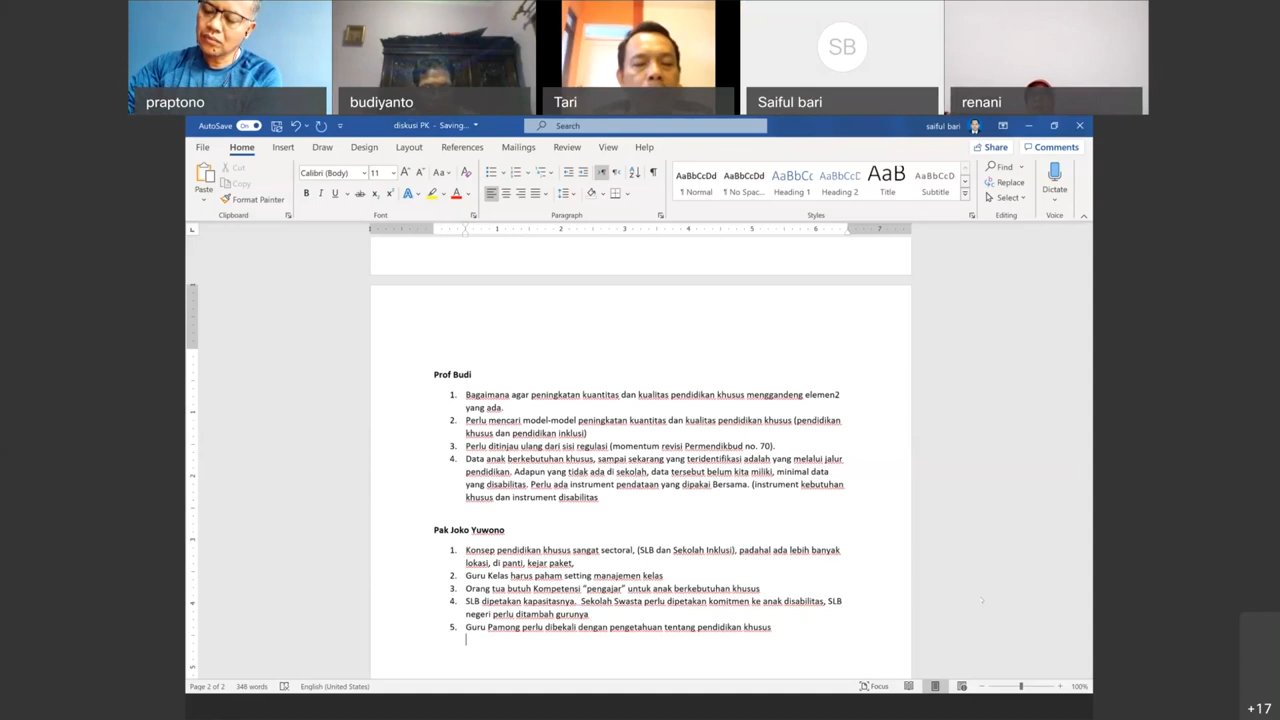 praptono
budiyanto
Tari
SB
Saiful bari
renani
AutoSave On
diskusi PK - Saving...
Search
saiful bari
File Home Insert Draw Design Layout References Mailings Review View Help
Share Comments
Paste
Cut
Copy
Format Painter
Calibri (Body) 11
AaBbCcDd AaBbCcDd AaBbCc AaBbCcD AaB AaBbCcD
¶ Normal ¶ No Spac... Heading 1 Heading 2 Title Subtitle
Find
Replace
Select
Dictate
Clipboard Font Paragraph Styles Editing Voice
1 2 3 4 5 6 7
Prof Budi
1. Bagaimana agar peningkatan kuantitas dan kualitas pendidikan khusus menggandeng elemen2
yang ada.
2. Perlu mencari model-model peningkatan kuantitas dan kualitas pendidikan khusus (pendidikan
khusus dan pendidikan inklusi)
3. Perlu ditinjau ulang dari sisi regulasi (momentum revisi Permendikbud no. 70).
4. Data anak berkebutuhan khusus, sampai sekarang yang teridentifikasi adalah yang melalui jalur
pendidikan. Adapun yang tidak ada di sekolah, data tersebut belum kita miliki, minimal data
yang disabilitas. Perlu ada instrument pendataan yang dipakai Bersama. (instrument kebutuhan
khusus dan instrument disabilitas
Pak Joko Yuwono
1. Konsep pendidikan khusus sangat sectoral, (SLB dan Sekolah Inklusi), padahal ada lebih banyak
lokasi, di panti, kejar paket,
2. Guru Kelas harus paham setting manajemen kelas
3. Orang tua butuh Kompetensi “pengajar” untuk anak berkebutuhan khusus
4. SLB dipetakan kapasitasnya. Sekolah Swasta perlu dipetakan komitmen ke anak disabilitas, SLB
negeri perlu ditambah gurunya
5. Guru Pamong perlu dibekali dengan pengetahuan tentang pendidikan khusus
Page 2 of 2 348 words English (United States)
Focus
100%
+17